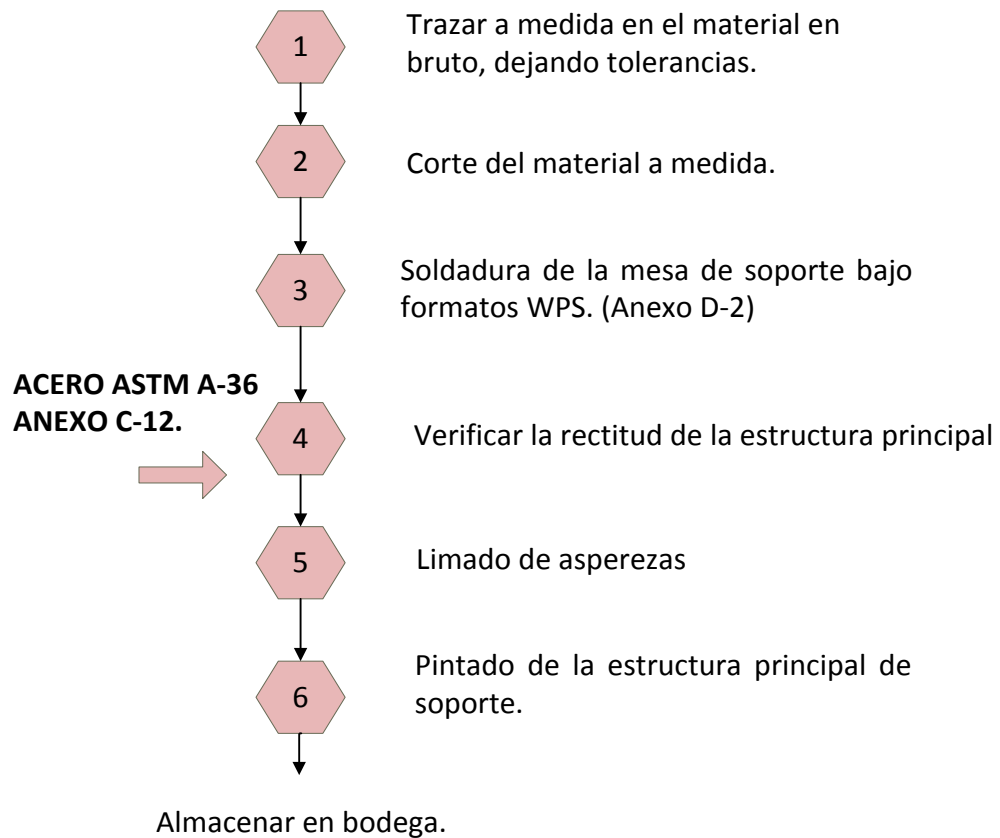 1
Trazar a medida en el material en
bruto, dejando tolerancias.
2
Corte del material a medida.
3
Soldadura de la mesa de soporte bajo
formatos WPS. (Anexo D-2)
ACERO ASTM A-36
ANEXO C-12.
4
Verificar la rectitud de la estructura principal
5
Limado de asperezas
6
Pintado de la estructura principal de
soporte.
Almacenar en bodega.